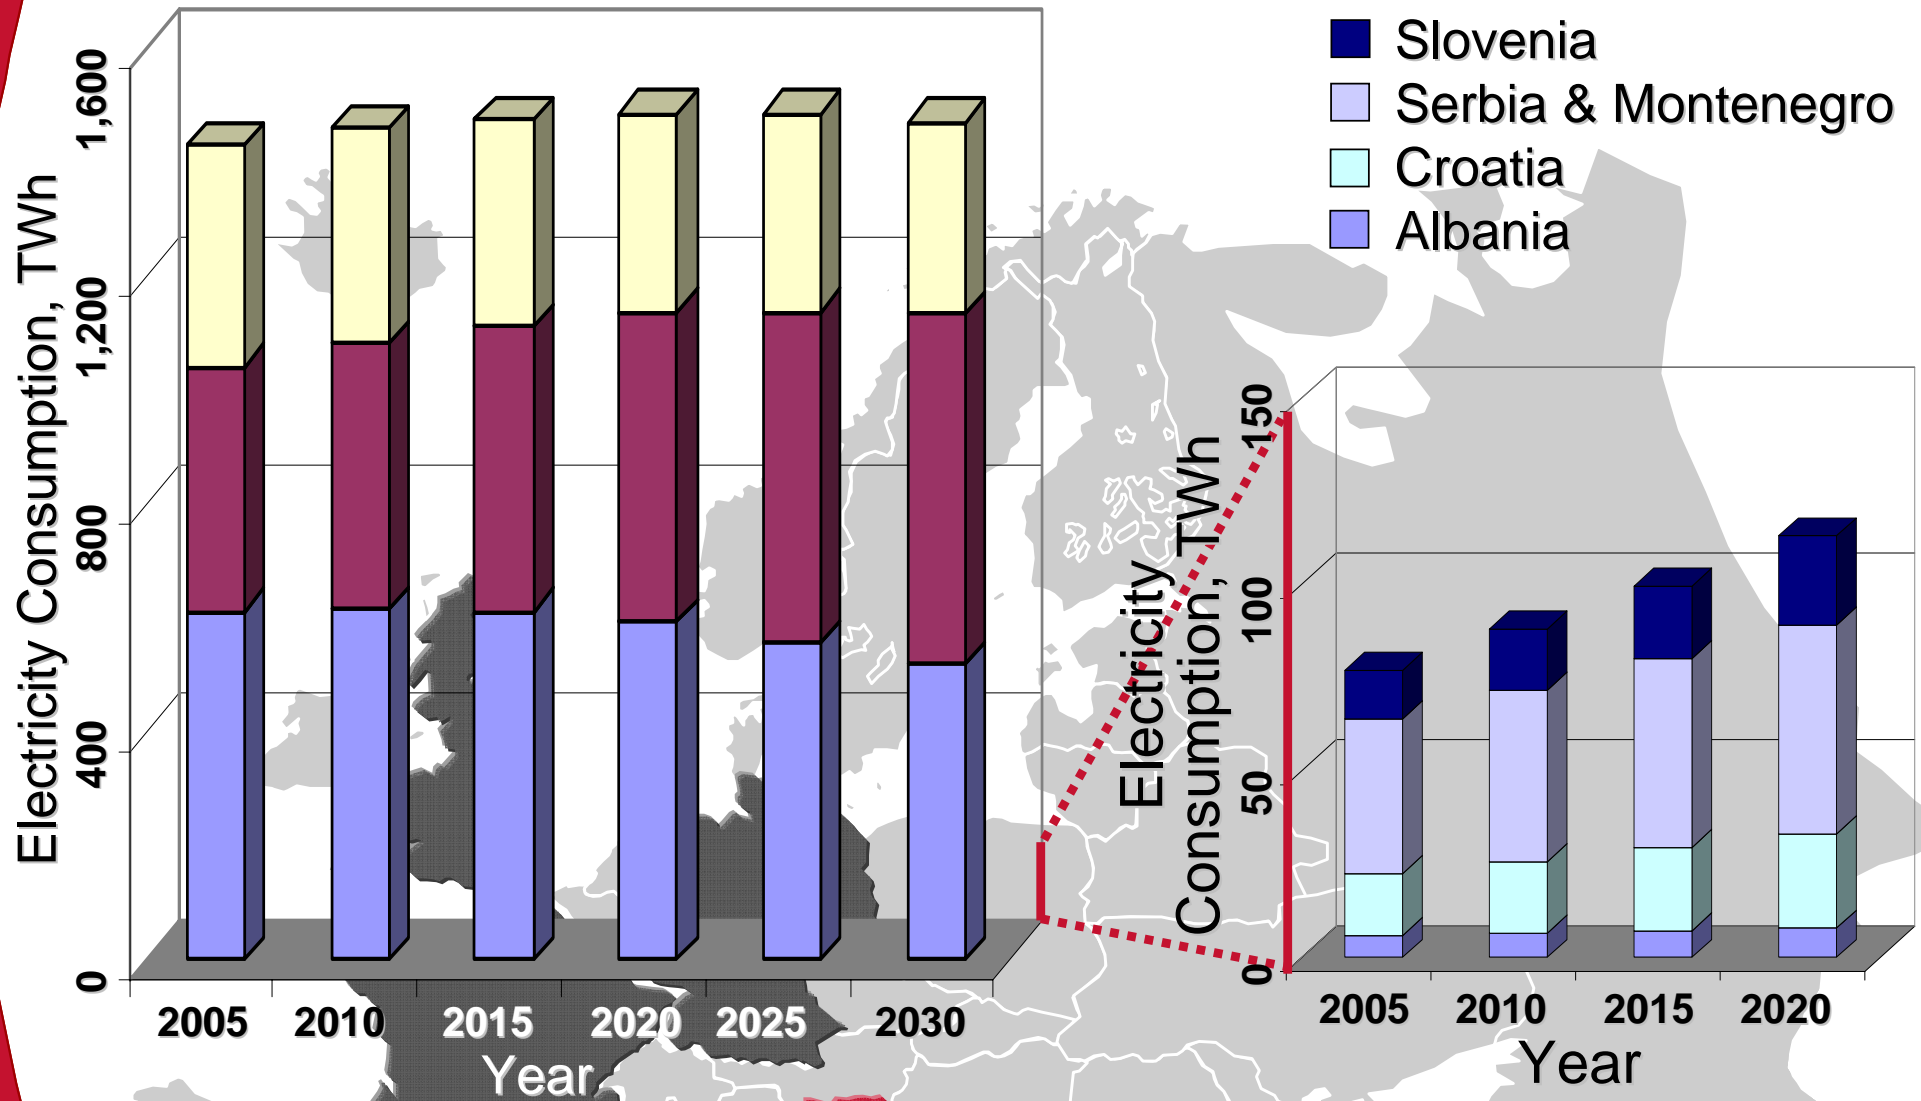 Electricity Consumption, TWh
1,600
1,200
800
400
0
2005 2010 2015 2020 2025 2030
Year
Slovenia
Serbia & Montenegro
Croatia
Albania
Electricity
Consumption, TWh
150
100
50
0
2005 2010 2015 2020
Year